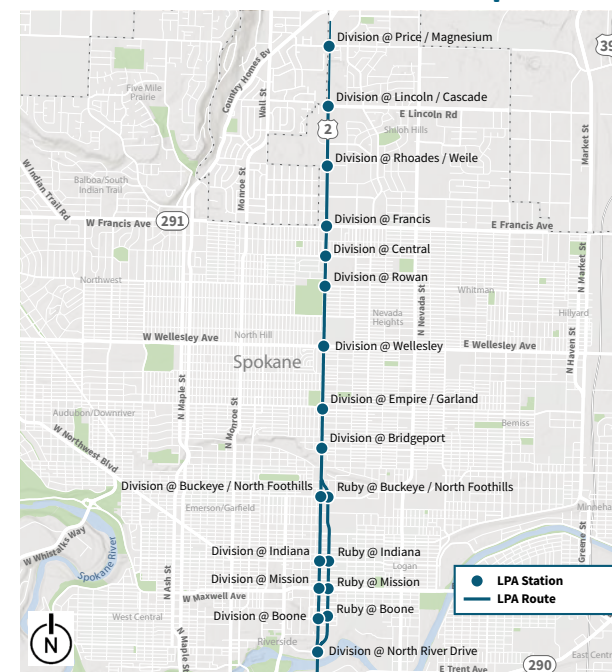 Division @ Price / Magnesium
Country Homes Bv
Five Mile
Prairie
Wall St
Division @ Lincoln / Cascade
E Lincoln Rd
2
Shiloh Hills
Market St
W Indian Trail Rd
Balboa/South
Indian Trail
Monroe St
Division @ Rhoades / Weile
W Francis Ave
291
Division @ Francis
E Francis Ave
Division @ Central
Division @ Rowan
Northwest
Whitman
N Market St
Nevada
Heights
N Nevada St
Hillyard
W Wellesley Ave
North Hill
Division @ Wellesley
E Wellesley Ave
N Haven St
Spokane
N Maple St
N Monroe St
Division @ Empire / Garland
Audubon/Downriver
Bemiss
W Northwest Blvd
Division @ Bridgeport
Division @ Buckeye / North Foothills
Ruby @ Buckeye / North Foothills
Emerson/Garfield
W Whistalks Way
Greene St
Spokane River
Division @ Indiana
Ruby @ Indiana
Logan
N Ash St
Division @ Mission
Ruby @ Mission
W Maxwell Ave
LPA Station
LPA Route
West Central
Division @ Boone
Ruby @ Boone
N
N Maple St
Riverside
Division @ North River Drive
E Trent Ave
290